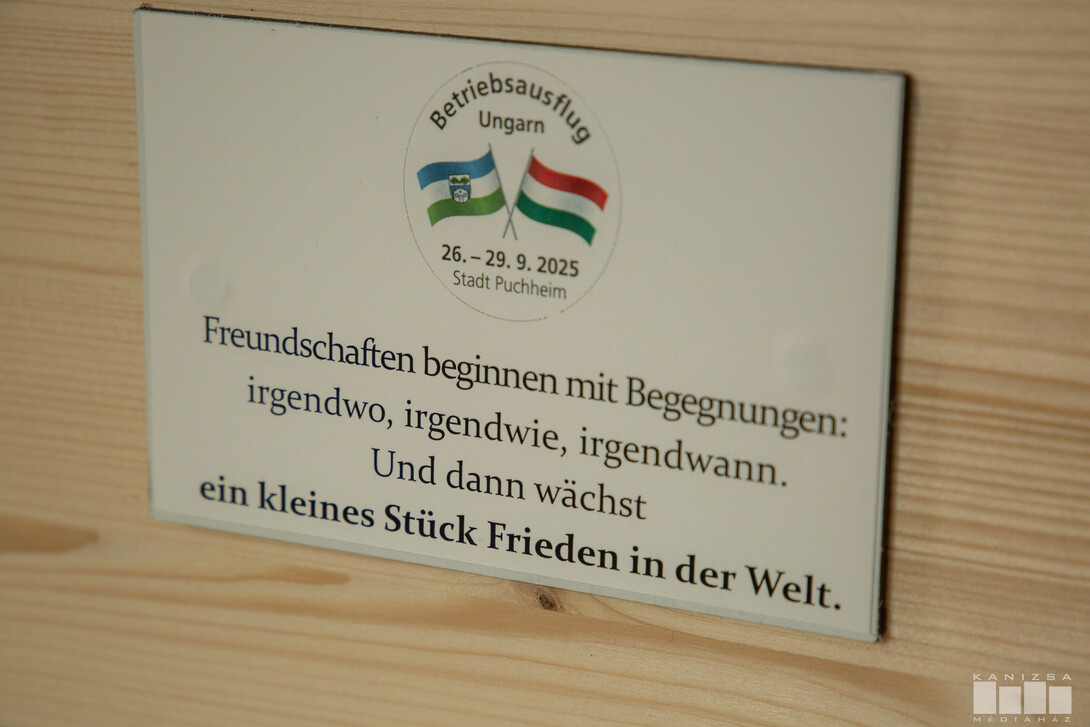 Betriebsausflug
Ungarn
26. – 29. 9. 2025
Stadt Puchheim
Freundschaften beginnen mit Begegnungen:
irgendwo, irgendwie, irgendwann.
Und dann wächst
ein kleines Stück Frieden in der Welt.
KANIZSA
MÉDIAHÁZ